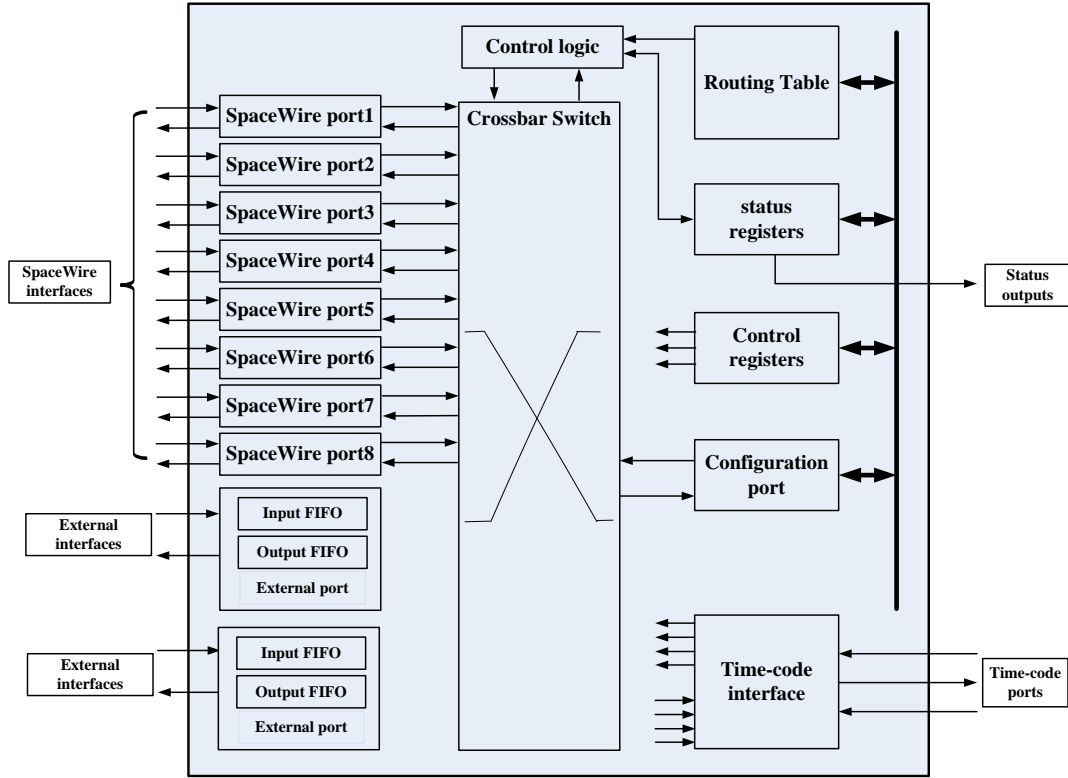 Control logic
Routing Table
Crossbar Switch
SpaceWire port1
SpaceWire port2
SpaceWire port3
SpaceWire port4
SpaceWire port5
SpaceWire port6
SpaceWire port7
SpaceWire port8
SpaceWire
interfaces
status
registers
Status
outputs
Control
registers
Configuration
port
External
interfaces
Input FIFO
Output FIFO
External port
External
interfaces
Input FIFO
Output FIFO
External port
Time-code
interface
Time-code
ports